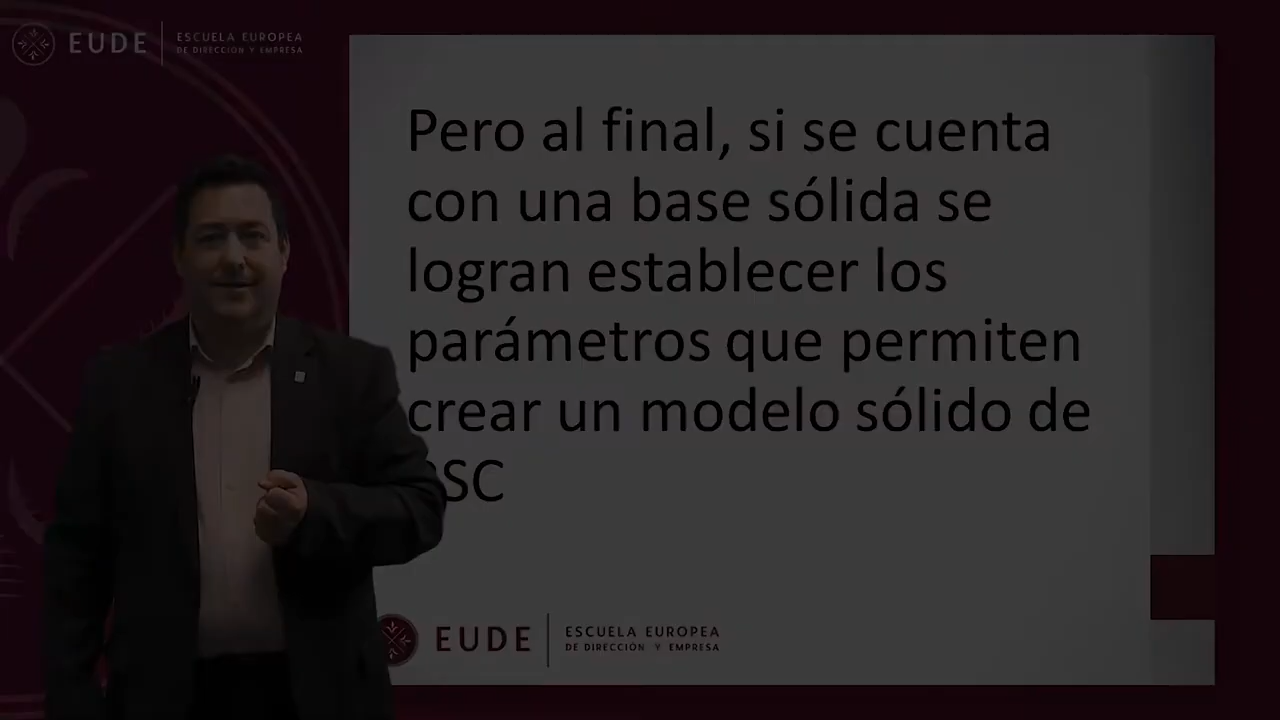 EUDE
ESCUELA EUROPEA
DE DIRECCIÓN Y EMPRESA
Pero al final, si se cuenta
con una base sólida se
logran establecer los
parámetros que permiten
crear un modelo sólido de
EUDE
ESCUELA EUROPEA
DE DIRECCIÓN Y EMPRESA